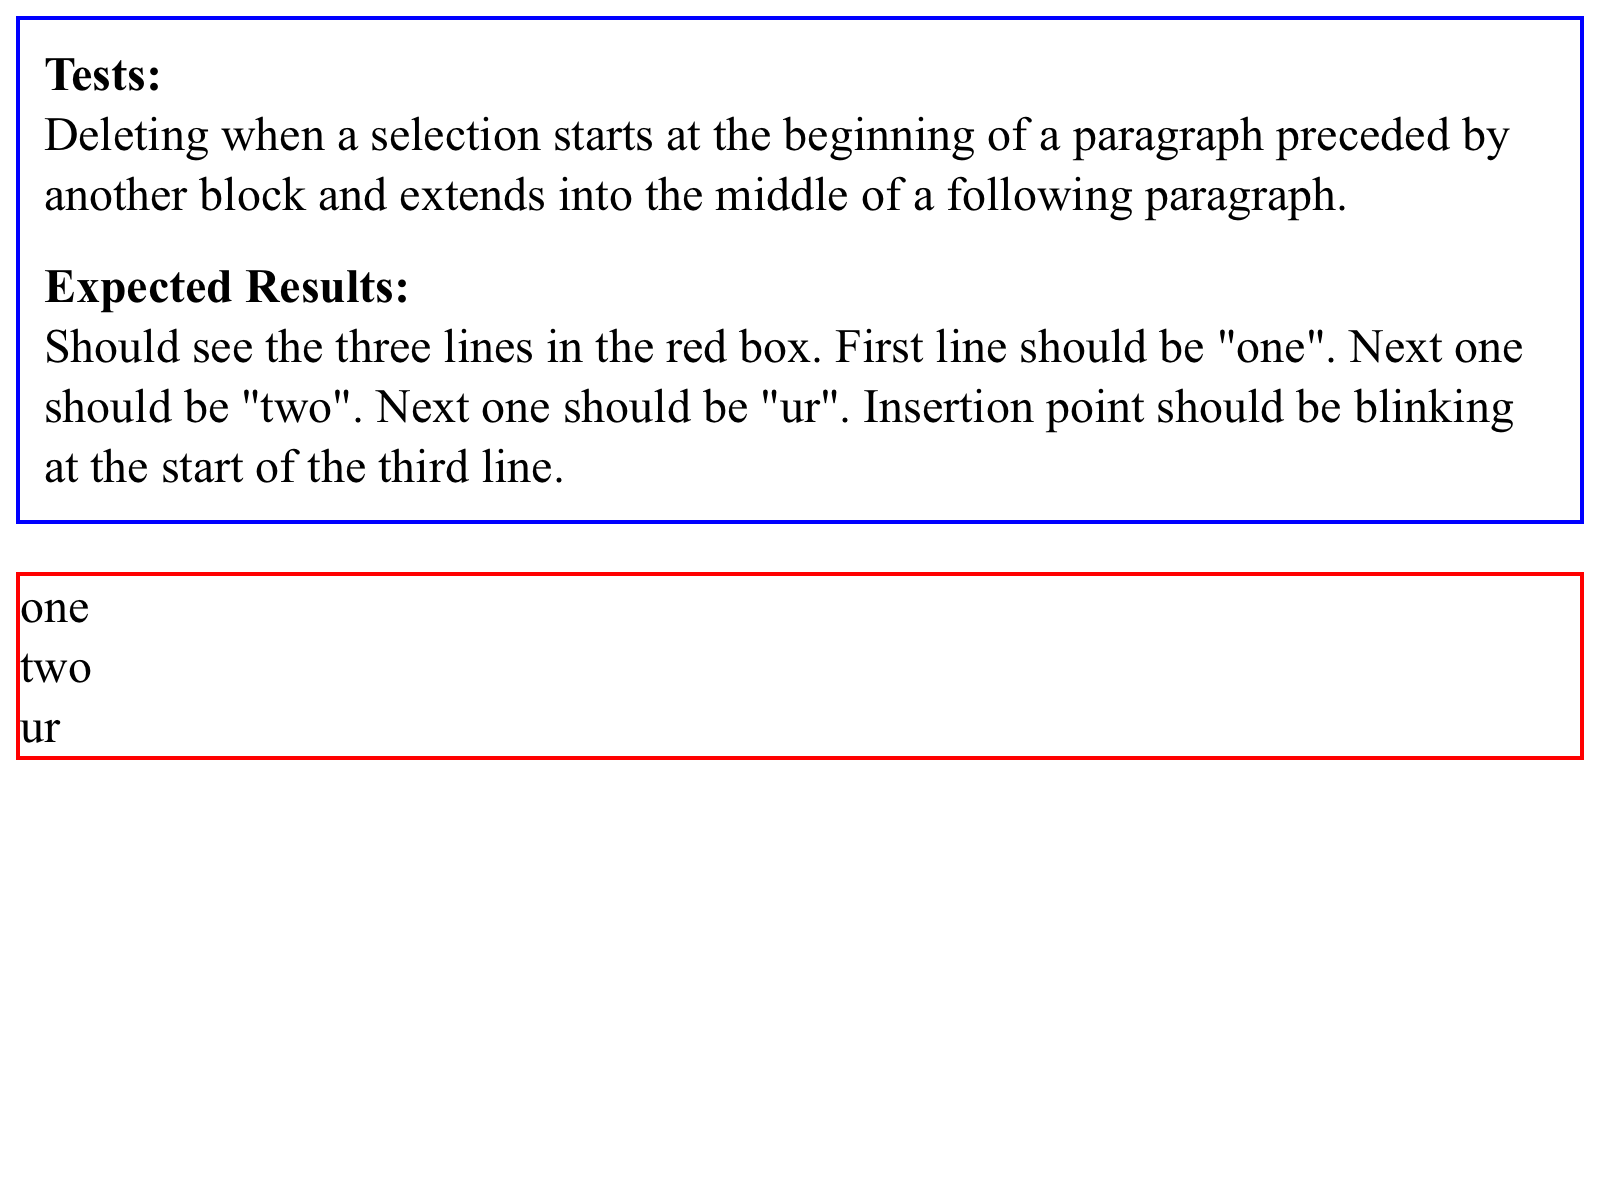 Tests:
Deleting when a selection starts at the beginning of a paragraph preceded by
another block and extends into the middle of a following paragraph.
Expected Results:
Should see the three lines in the red box. First line should be "one". Next one
should be "two". Next one should be "ur". Insertion point should be blinking
at the start of the third line.
one
two
ur